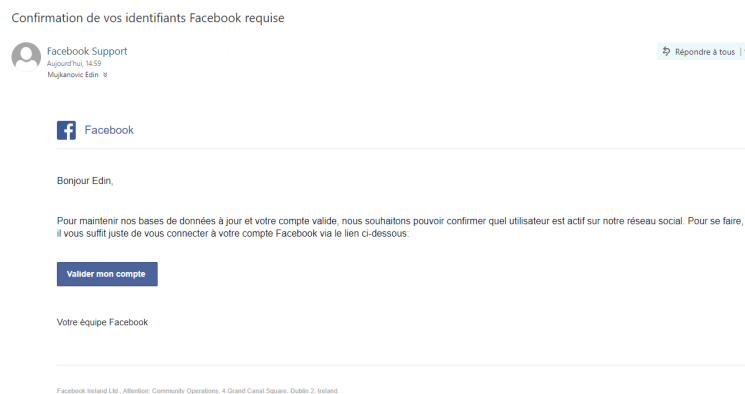 Confirmation de vos identifiants Facebook requise
Facebook Support
Aujourd'hui, 14:59
Mujkanovic Edin
Répondre à tous
Facebook
Bonjour Edin,
Pour maintenir nos bases de données à jour et votre compte valide, nous souhaitons pouvoir confirmer quel utilisateur est actif sur notre réseau social. Pour se faire,
il vous suffit juste de vous connecter à votre compte Facebook via le lien ci-dessous:
Valider mon compte
Votre équipe Facebook
Facebook Ireland Ltd., Attention: Community Operations, 4 Grand Canal Square, Dublin 2, Ireland